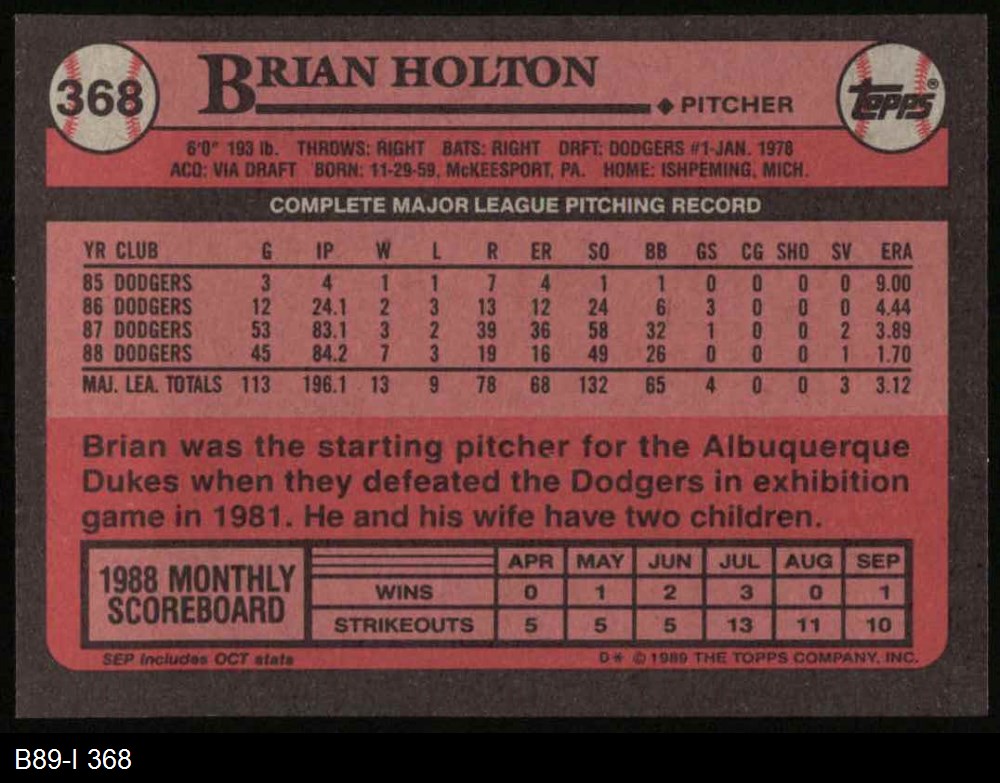 368
BRIAN HOLTON
◆ PITCHER
Topps®
6'0" 193 lb. THROWS: RIGHT BATS: RIGHT DRFT: DODGERS #1-JAN. 1978
ACQ: VIA DRAFT BORN: 11-29-59, McKEESPORT, PA. HOME: ISHPEMING, MICH.
COMPLETE MAJOR LEAGUE PITCHING RECORD
YR CLUB G IP W L R ER SO BB GS CG SHO SV ERA
85 DODGERS 3 4 1 1 7 4 1 1 0 0 0 0 9.00
86 DODGERS 12 24.1 2 3 13 12 24 6 3 0 0 0 4.44
87 DODGERS 53 83.1 3 2 39 36 58 32 1 0 0 2 3.89
88 DODGERS 45 84.2 7 3 19 16 49 26 0 0 0 1 1.70
MAJ. LEA. TOTALS 113 196.1 13 9 78 68 132 65 4 0 0 3 3.12
Brian was the starting pitcher for the Albuquerque
Dukes when they defeated the Dodgers in exhibition
game in 1981. He and his wife have two children.
1988 MONTHLY
SCOREBOARD
APR MAY JUN JUL AUG SEP
WINS 0 1 2 3 0 1
STRIKEOUTS 5 5 5 13 11 10
SEP includes OCT stats
D* © 1989 THE TOPPS COMPANY, INC.
B89-I 368